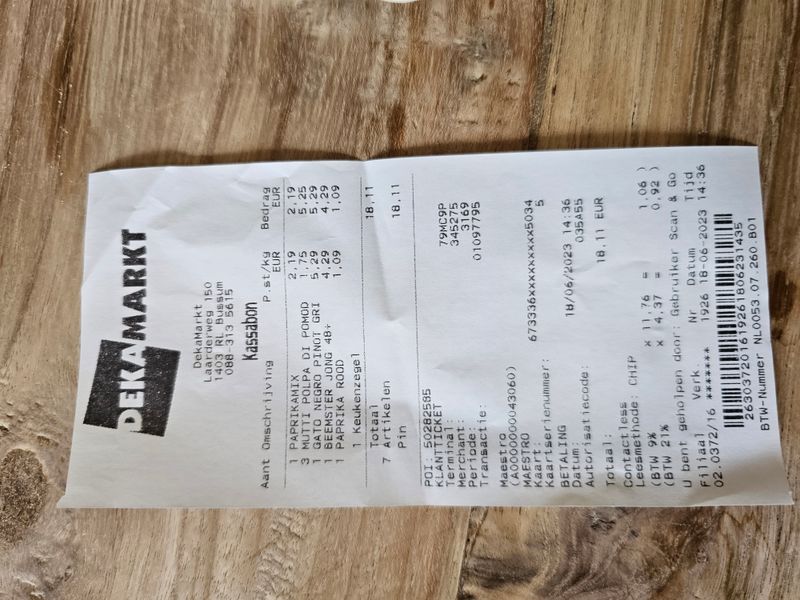 DEKAMARKT
DekaMarkt
Laarderweg 150
1403 RL Bussum
088-313 5615
Kassabon
Aant Omschrijving P.st/kg Bedrag
EUR EUR
1 PAPRIKAMIX 2,19 2,19
3 MUTTI POLPA DI POMOD 1,75 5,25
1 GATO NEGRO PINOT GRI 5,29 5,29
1 BEEMSTER JONG 48+ 4,29 4,29
1 PAPRIKA ROOD 1,09 1,09
1 Keukenzegel
Totaal 18,11
7 Artikelen
Pin 18,11
POI: 50282585
KLANTTICKET
Terminal: 79MC9P
Merchant: 345275
Periode: 3169
Transactie: 01097795
Maestro
(A0000000043060)
MAESTRO
Kaart: 673336xxxxxxxxx5034
Kaartserienummer: 5
BETALING
Datum: 18/06/2023 14:36
Autorisatiecode: 035A55
Totaal: 18,11 EUR
Contactless
Leesmethode: CHIP
(BTW 9% x 11,76 = 1,06 )
(BTW 21% x 4,37 = 0,92 )
U bent geholpen door: Gebruiker Scan & Go
Filiaal Verk. Nr Datum Tijd
02.0372/16 ******* 1926 18-06-2023 14:36
263037201619261806231435
BTW-Nummer NL0053.07.260 B01